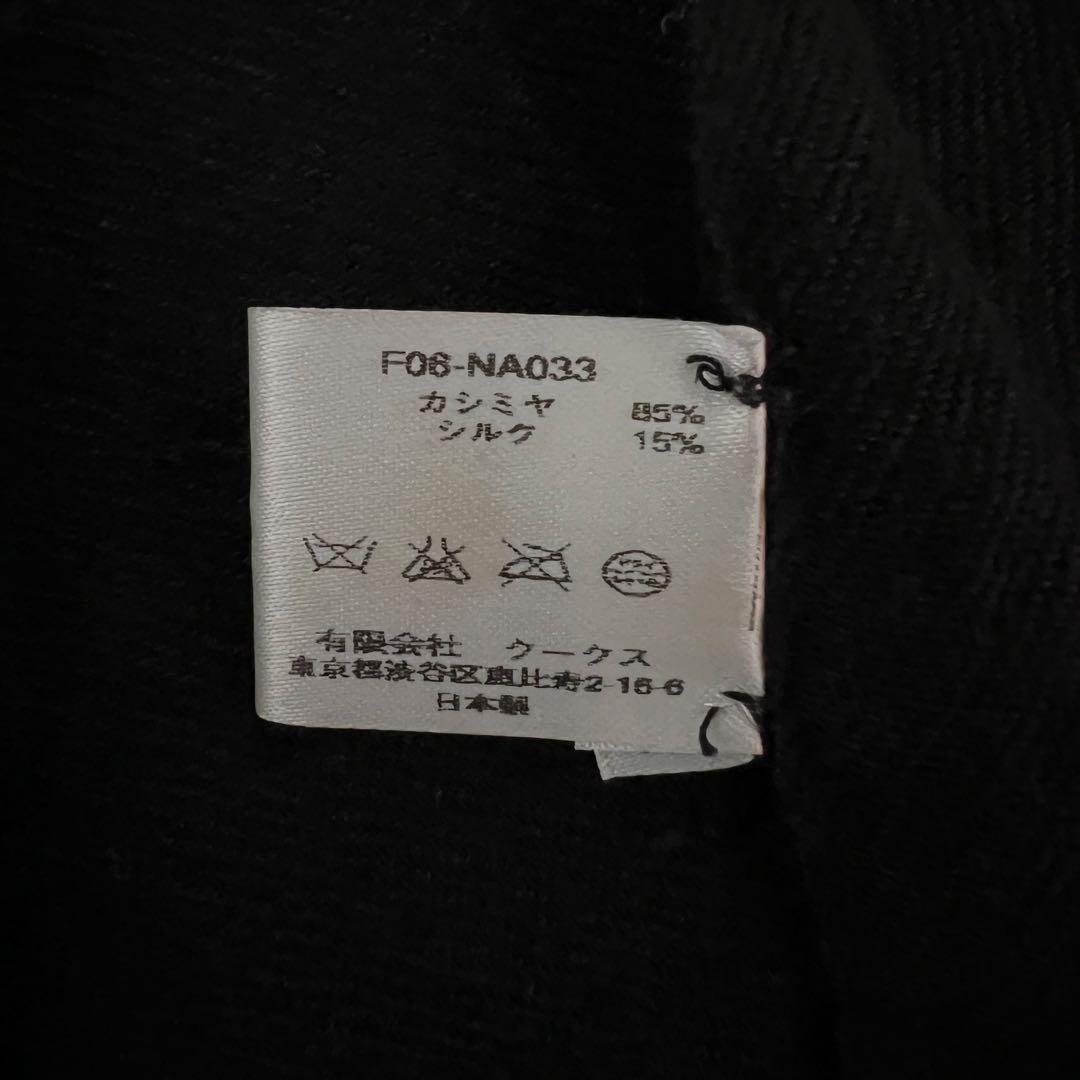 F06-NA033
カシミヤ 85%
シルク 15%
有限会社 クークス
東京都渋谷区恵比寿2-16-6
日本製